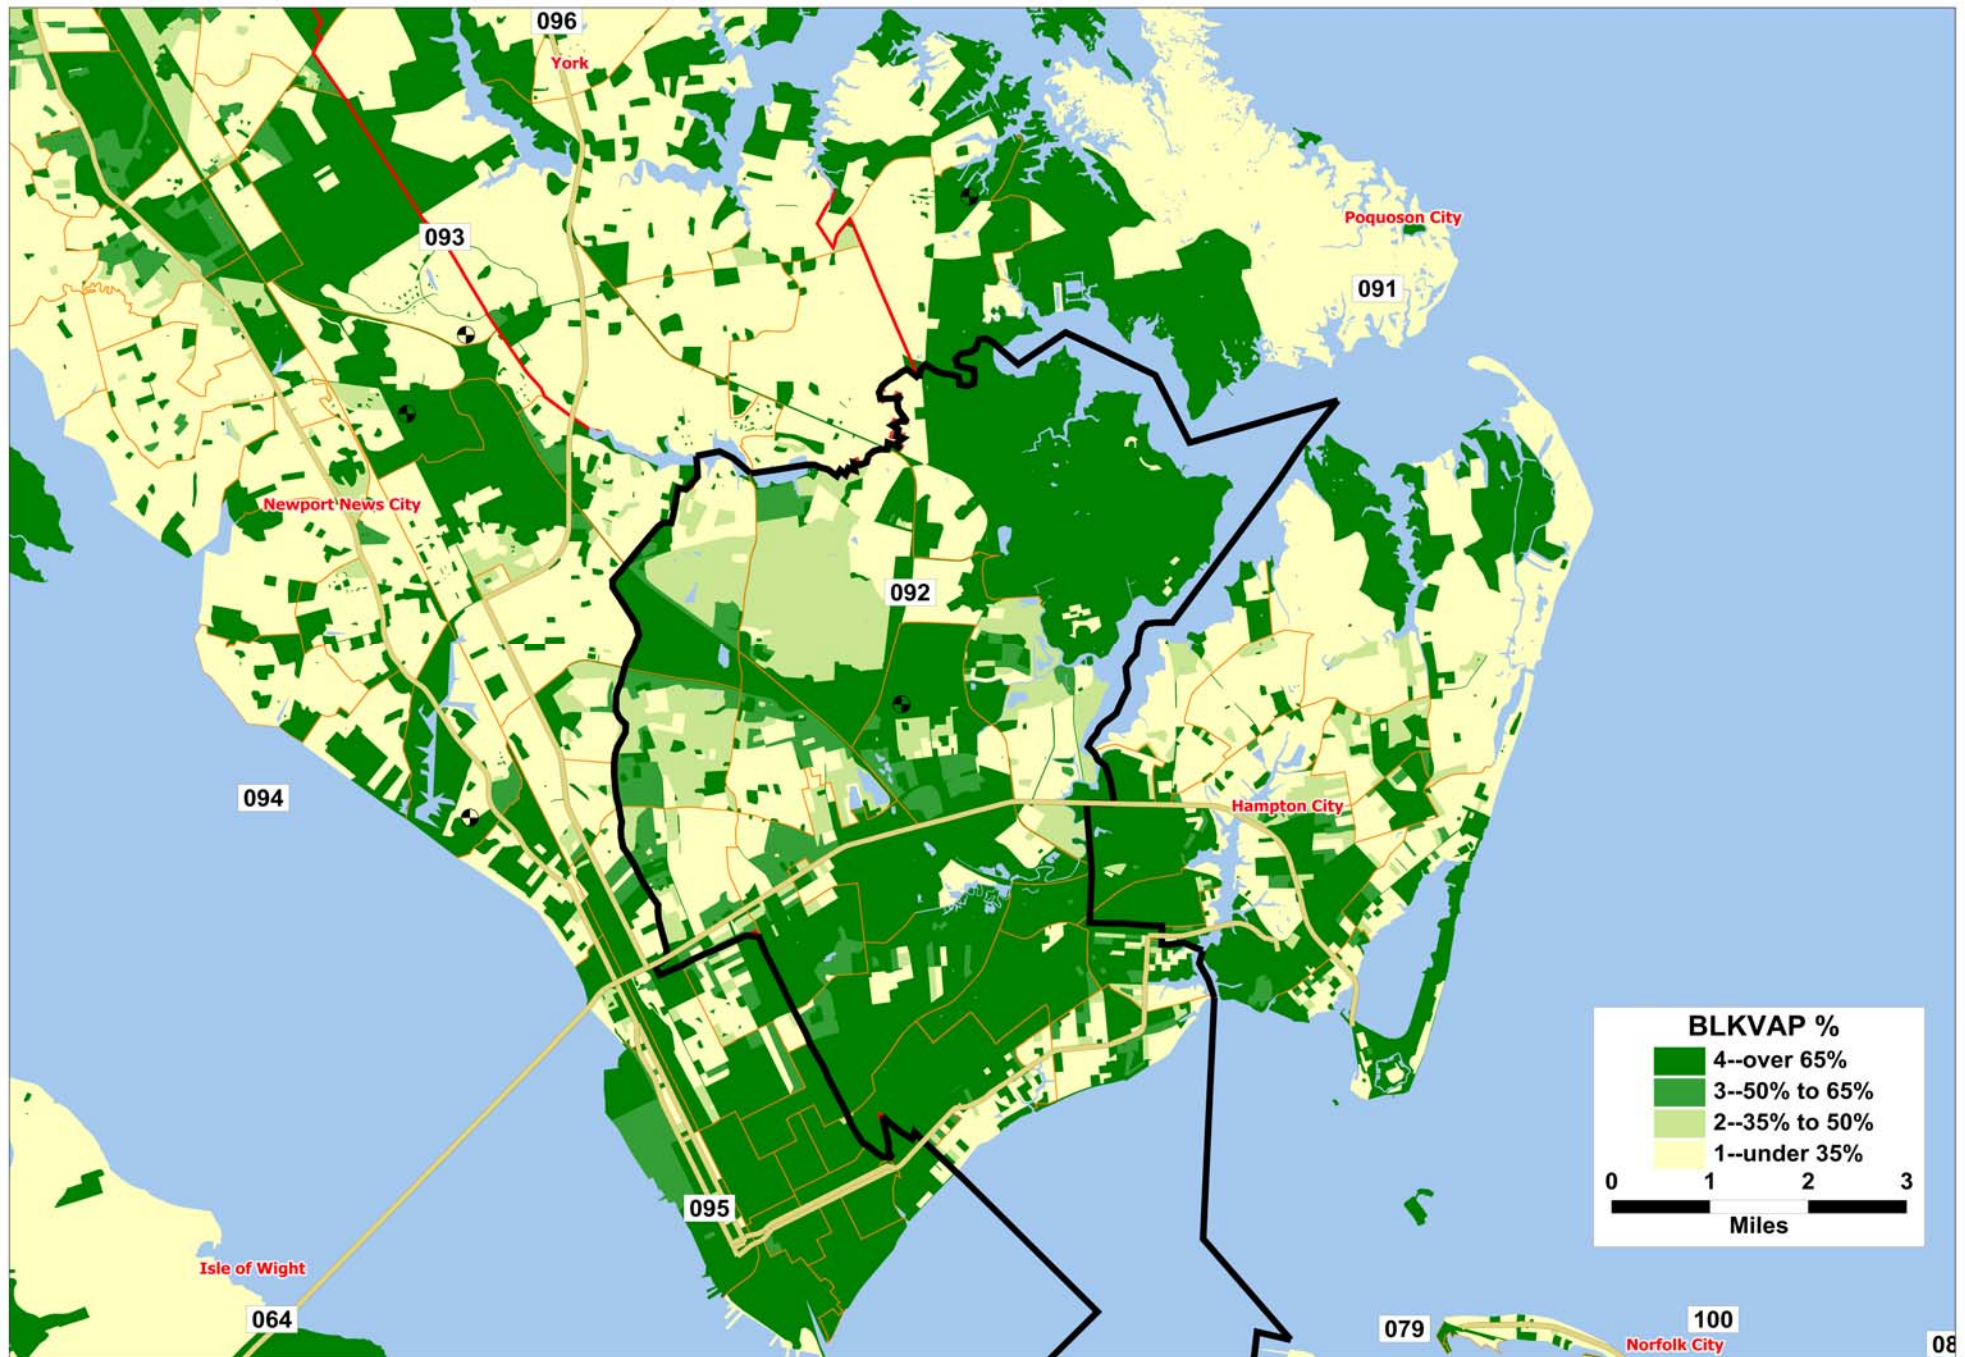 096
York
093
Poquoson City
091
Newport News City
092
094
Hampton City
BLKVAP %
4--over 65%
3--50% to 65%
2--35% to 50%
1--under 35%
0 1 2 3
Miles
095
Isle of Wight
064
079
100
Norfolk City
08